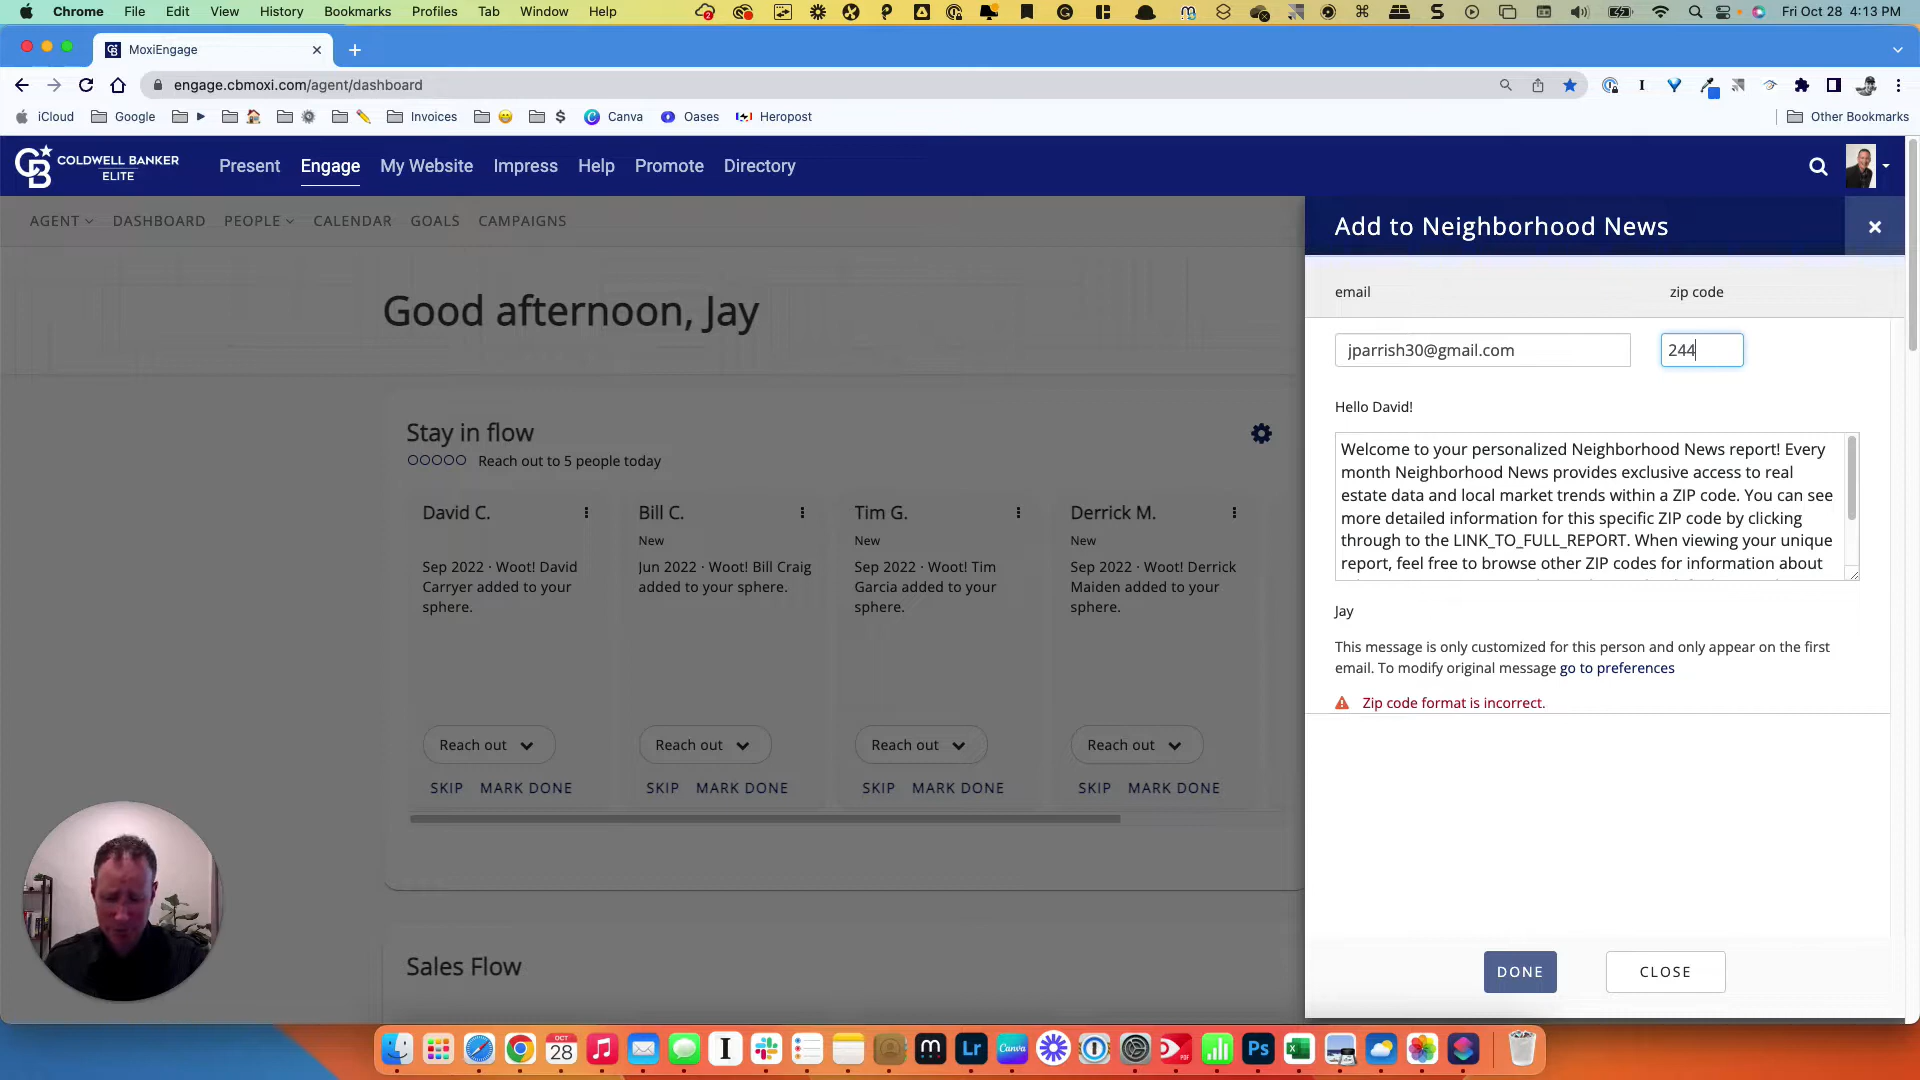 Chrome File Edit View History Bookmarks Profiles Tab Window Help Fri Oct 28 4:13 PM
MoxiEngage
engage.cbmoxi.com/agent/dashboard
iCloud Google Invoices $ Canva Oases Heropost Other Bookmarks
COLDWELL BANKER
ELITE
Present Engage My Website Impress Help Promote Directory
AGENT DASHBOARD PEOPLE CALENDAR GOALS CAMPAIGNS
Good afternoon, Jay
Stay in flow
Reach out to 5 people today
David C.
Sep 2022 · Woot! David
Carryer added to your
sphere.
Reach out
SKIP MARK DONE
Bill C.
New
Jun 2022 · Woot! Bill Craig
added to your sphere.
Reach out
SKIP MARK DONE
Tim G.
New
Sep 2022 · Woot! Tim
Garcia added to your
sphere.
Reach out
SKIP MARK DONE
Derrick M.
New
Sep 2022 · Woot! Derrick
Maiden added to your
sphere.
Reach out
SKIP MARK DONE
Sales Flow
Add to Neighborhood News
email zip code
jparrish30@gmail.com 244
Hello David!
Welcome to your personalized Neighborhood News report! Every
month Neighborhood News provides exclusive access to real
estate data and local market trends within a ZIP code. You can see
more detailed information for this specific ZIP code by clicking
through to the LINK_TO_FULL_REPORT. When viewing your unique
report, feel free to browse other ZIP codes for information about
Jay
This message is only customized for this person and only appear on the first
email. To modify original message go to preferences
Zip code format is incorrect.
DONE CLOSE
OCT
28
Lr
Canva
Ps